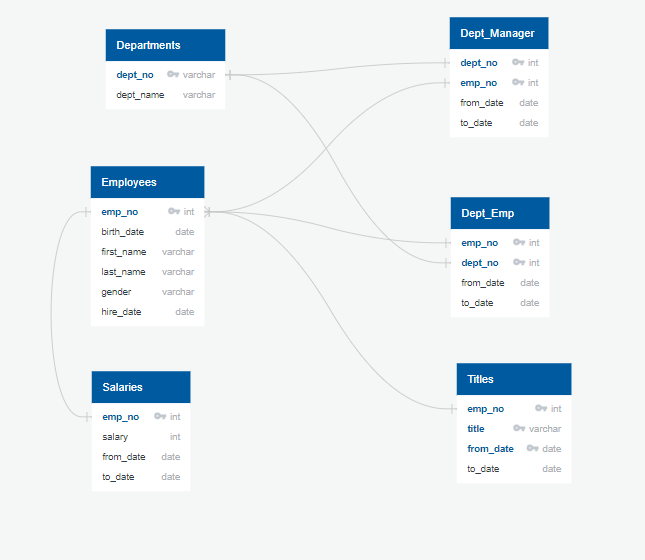 Departments
dept_no varchar
dept_name varchar
Dept_Manager
dept_no int
emp_no int
from_date date
to_date date
Employees
emp_no int
birth_date date
first_name varchar
last_name varchar
gender varchar
hire_date date
Dept_Emp
emp_no int
dept_no int
from_date date
to_date date
Salaries
emp_no int
salary int
from_date date
to_date date
Titles
emp_no int
title varchar
from_date date
to_date date